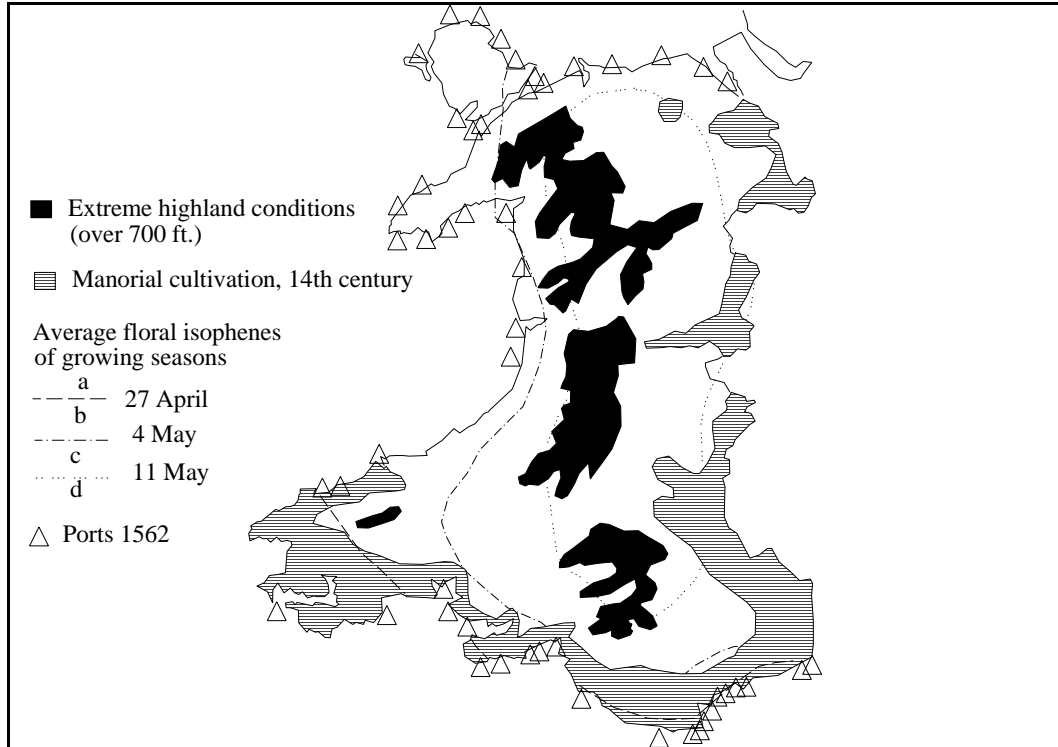 Extreme highland conditions
(over 700 ft.)
Manorial cultivation, 14th century
Average floral isophenes
of growing seasons
a
27 April
b
4 May
c
11 May
d
Ports 1562